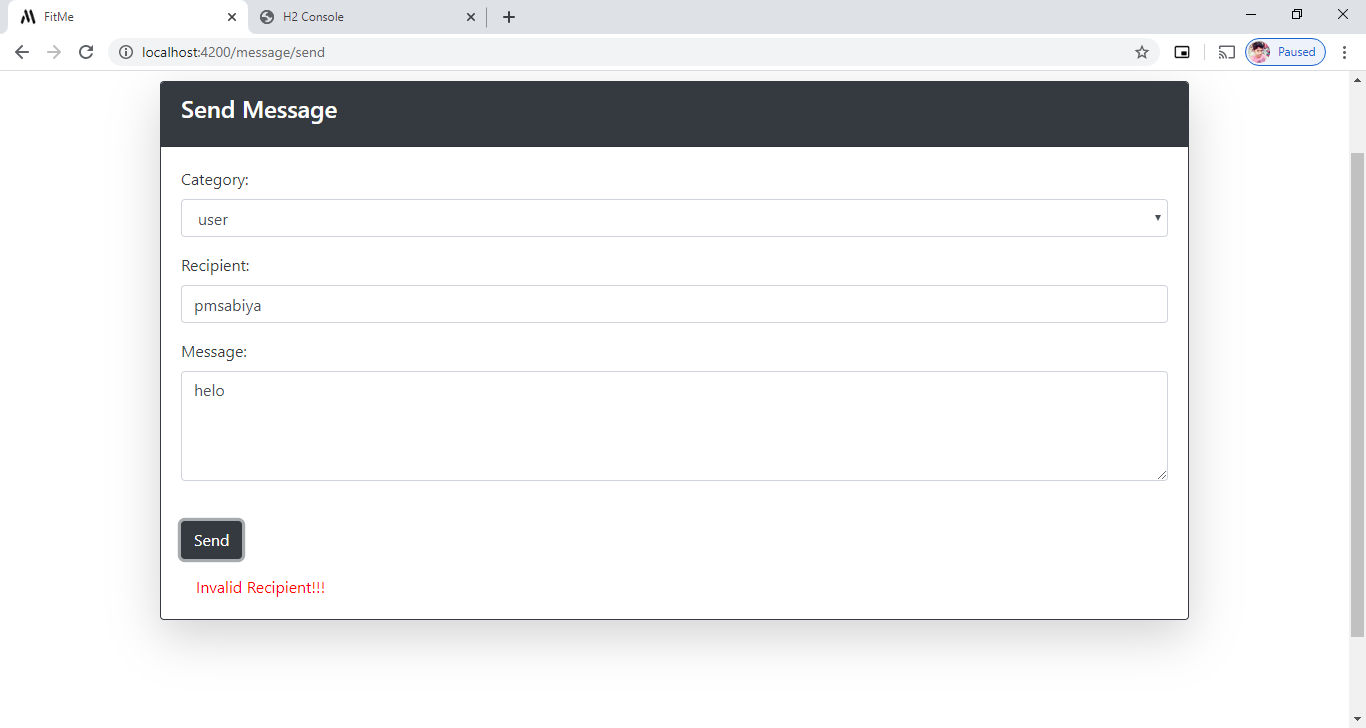 FitMe
H2 Console
localhost:4200/message/send
Paused
Send Message
Category:
user
Recipient:
pmsabiya
Message:
helo
Send
Invalid Recipient!!!